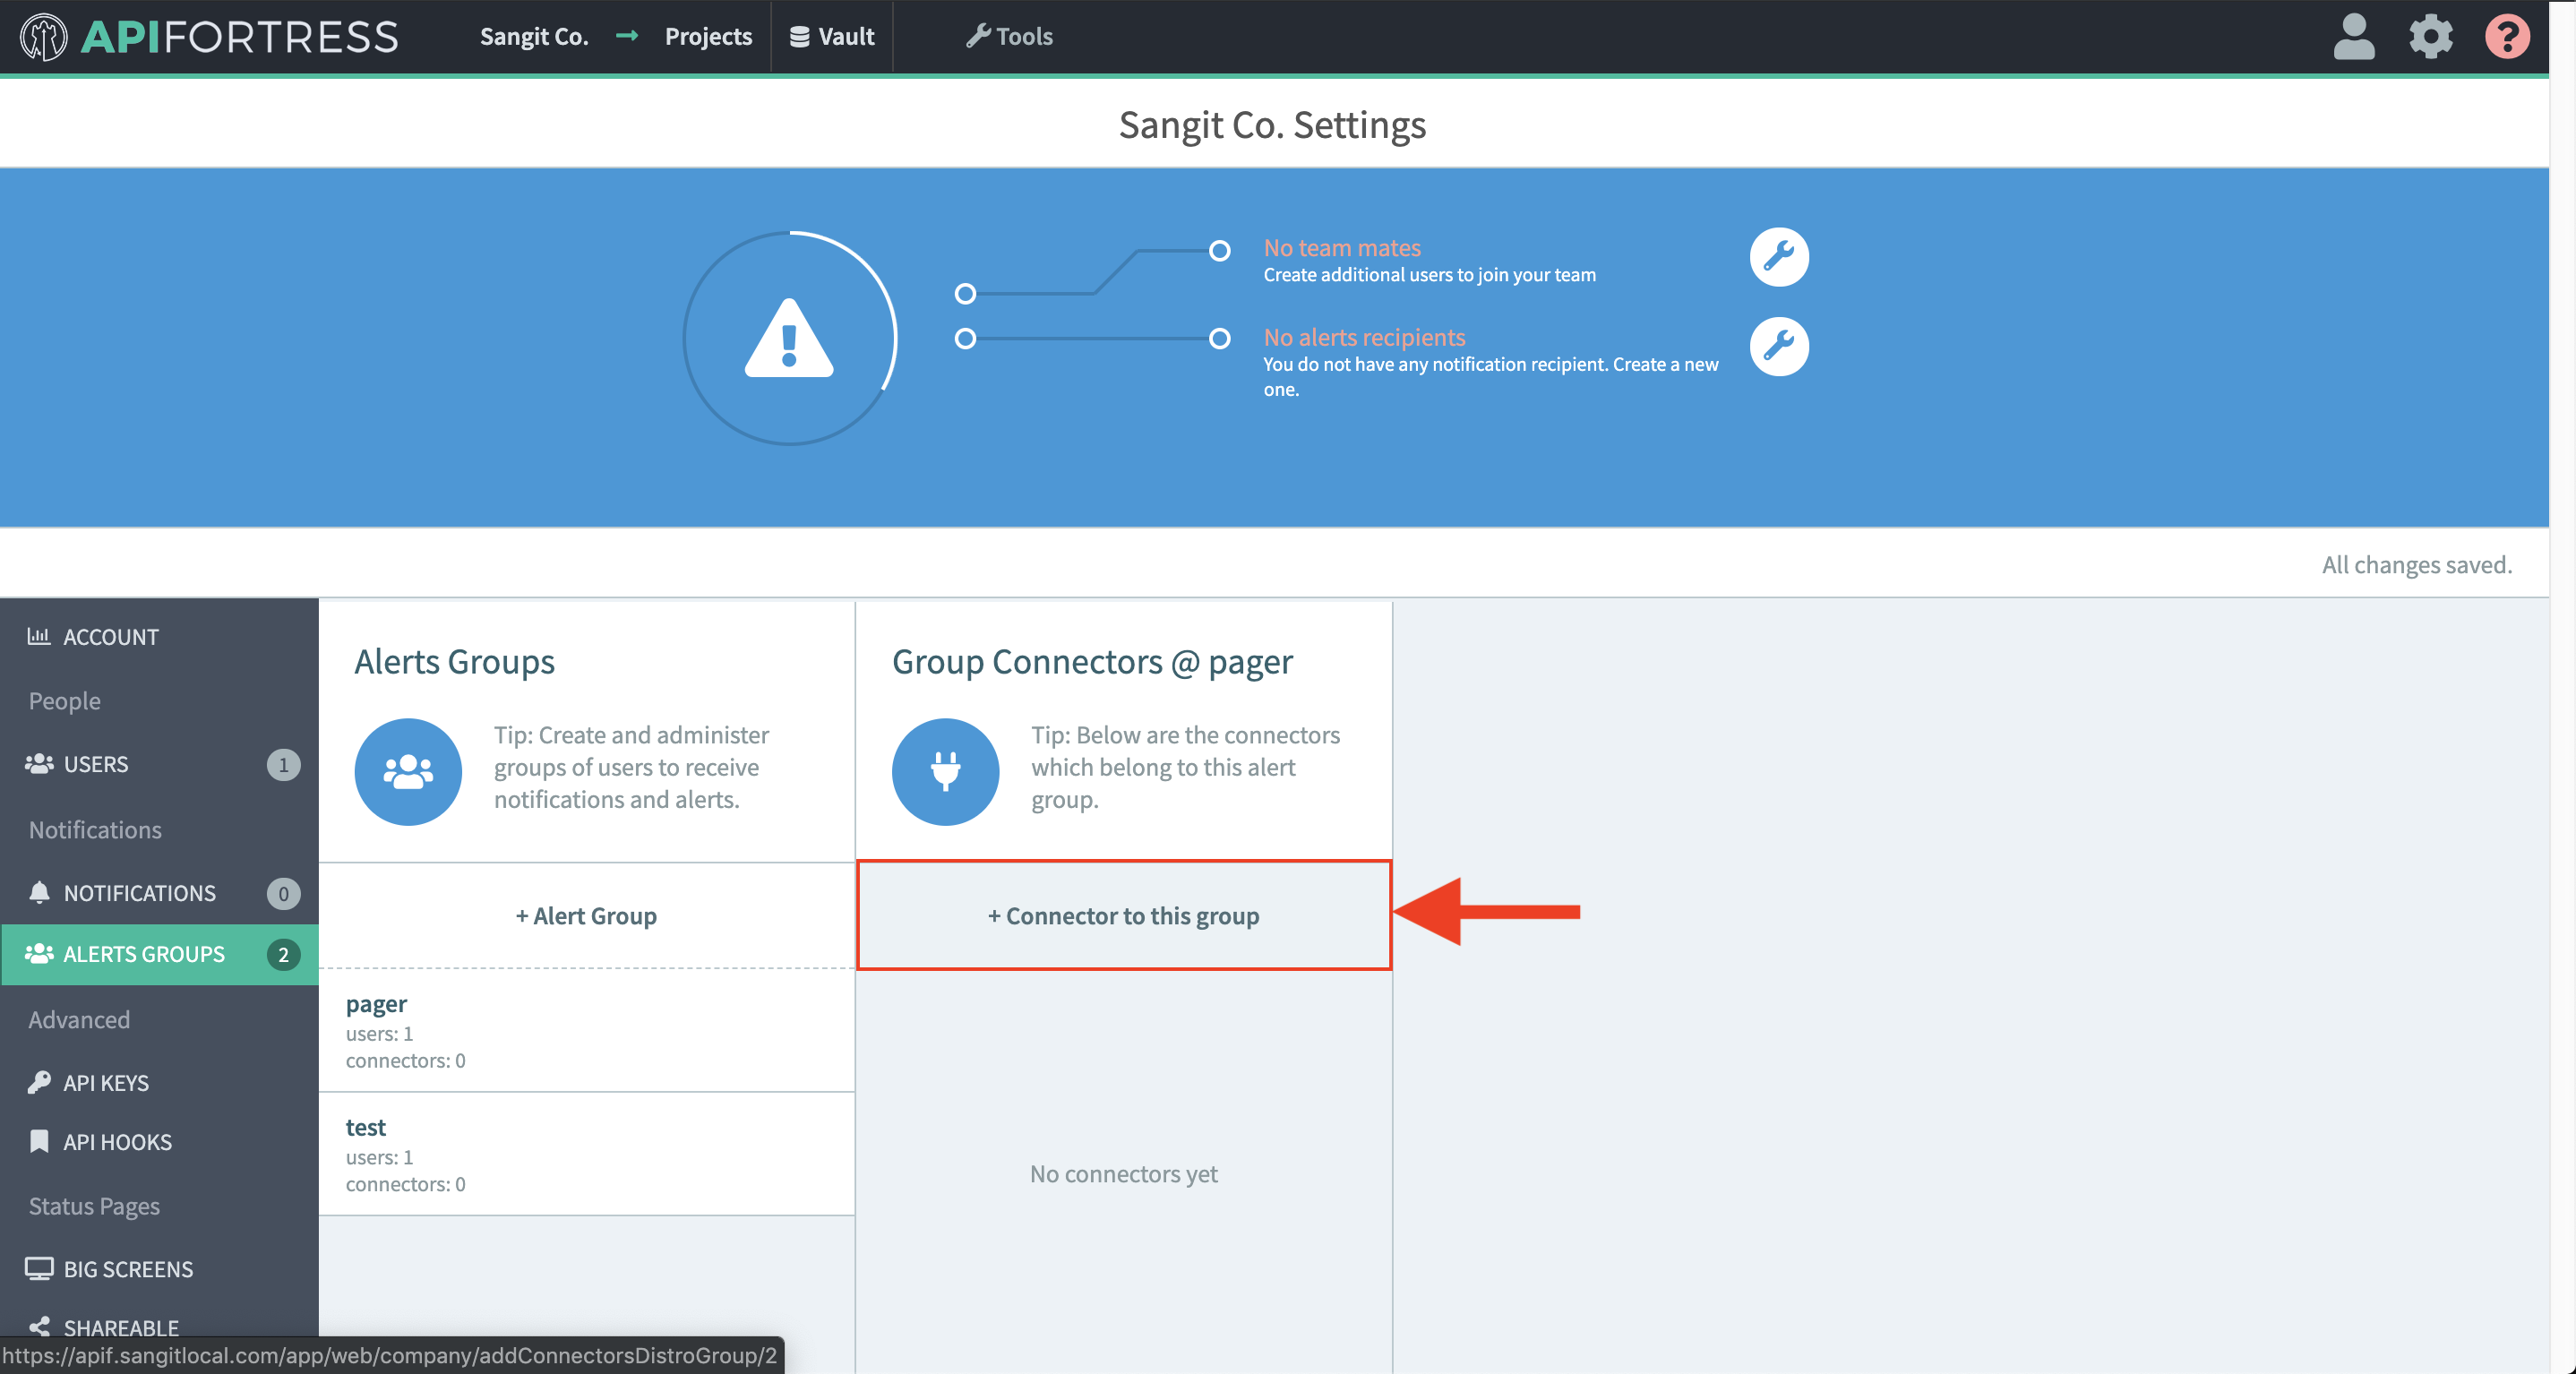 APIFORTRESS
Sangit Co. → Projects
Vault
Tools
?
Sangit Co. Settings
No team mates
Create additional users to join your team
No alerts recipients
You do not have any notification recipient. Create a new
one.
All changes saved.
ACCOUNT
People
USERS 1
Notifications
NOTIFICATIONS 0
ALERTS GROUPS 2
Advanced
API KEYS
API HOOKS
Status Pages
BIG SCREENS
SHAREABLE
Alerts Groups
Tip: Create and administer
groups of users to receive
notifications and alerts.
+ Alert Group
pager
users: 1
connectors: 0
test
users: 1
connectors: 0
Group Connectors @ pager
Tip: Below are the connectors
which belong to this alert
group.
+ Connector to this group
No connectors yet
https://apif.sangitlocal.com/app/web/company/addConnectorsDistroGroup/2